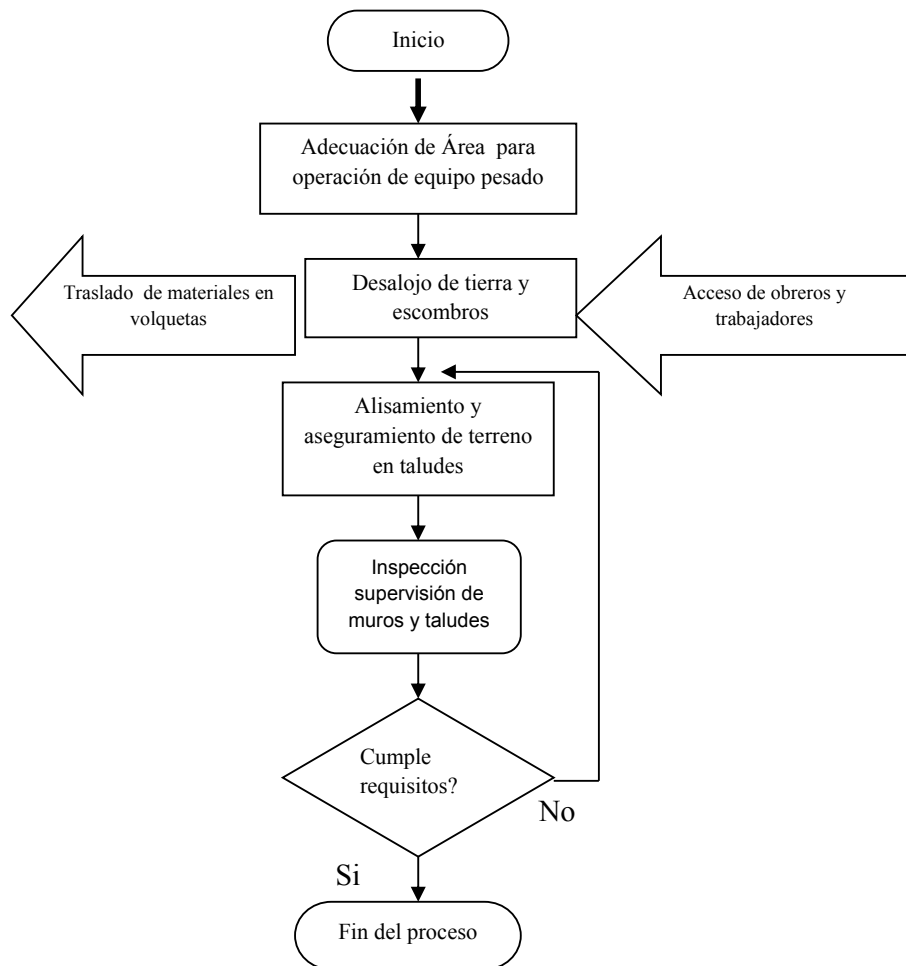 Inicio
Adecuación de Área para
operación de equipo pesado
Traslado de materiales en
volquetas
Desalojo de tierra y
escombros
Acceso de obreros y
trabajadores
Alisamiento y
aseguramiento de terreno
en taludes
Inspección
supervisión de
muros y taludes
Cumple
requisitos?
No
Si
Fin del proceso